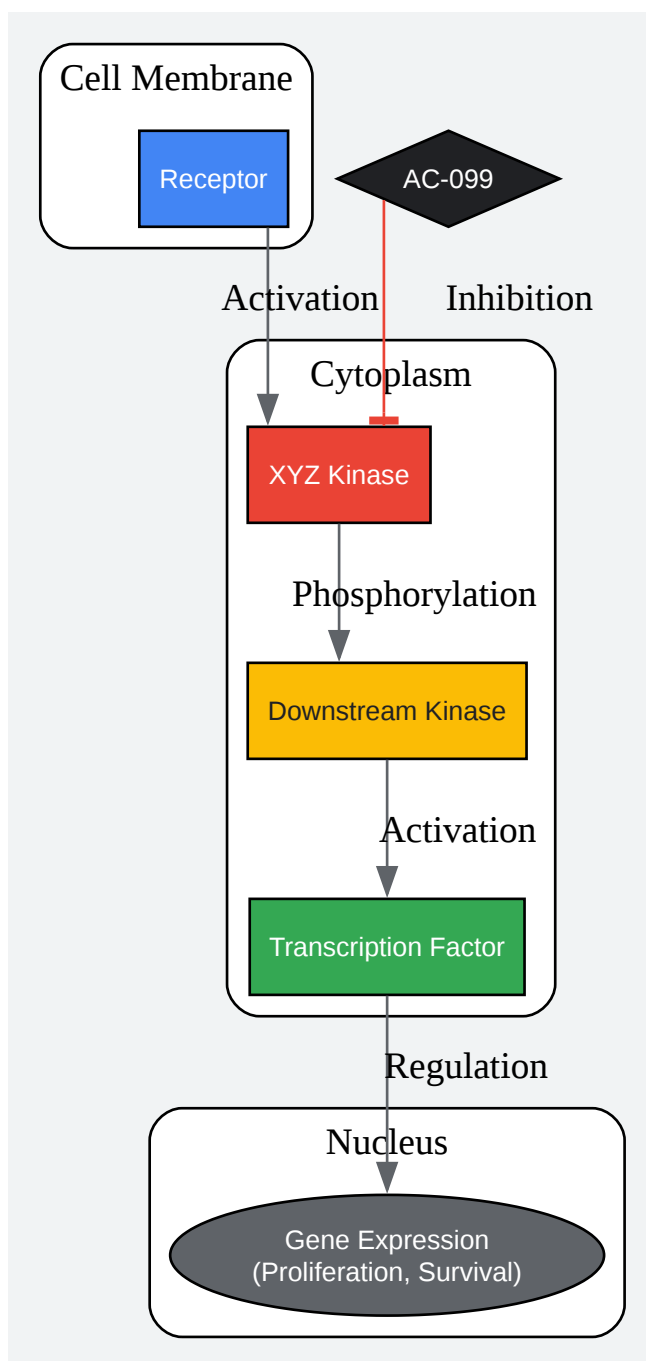 Cell Membrane
Receptor
AC-099
Activation
Inhibition
Cytoplasm
XYZ Kinase
Phosphorylation
Downstream Kinase
Activation
Transcription Factor
Regulation
Nucleus
Gene Expression
(Proliferation, Survival)